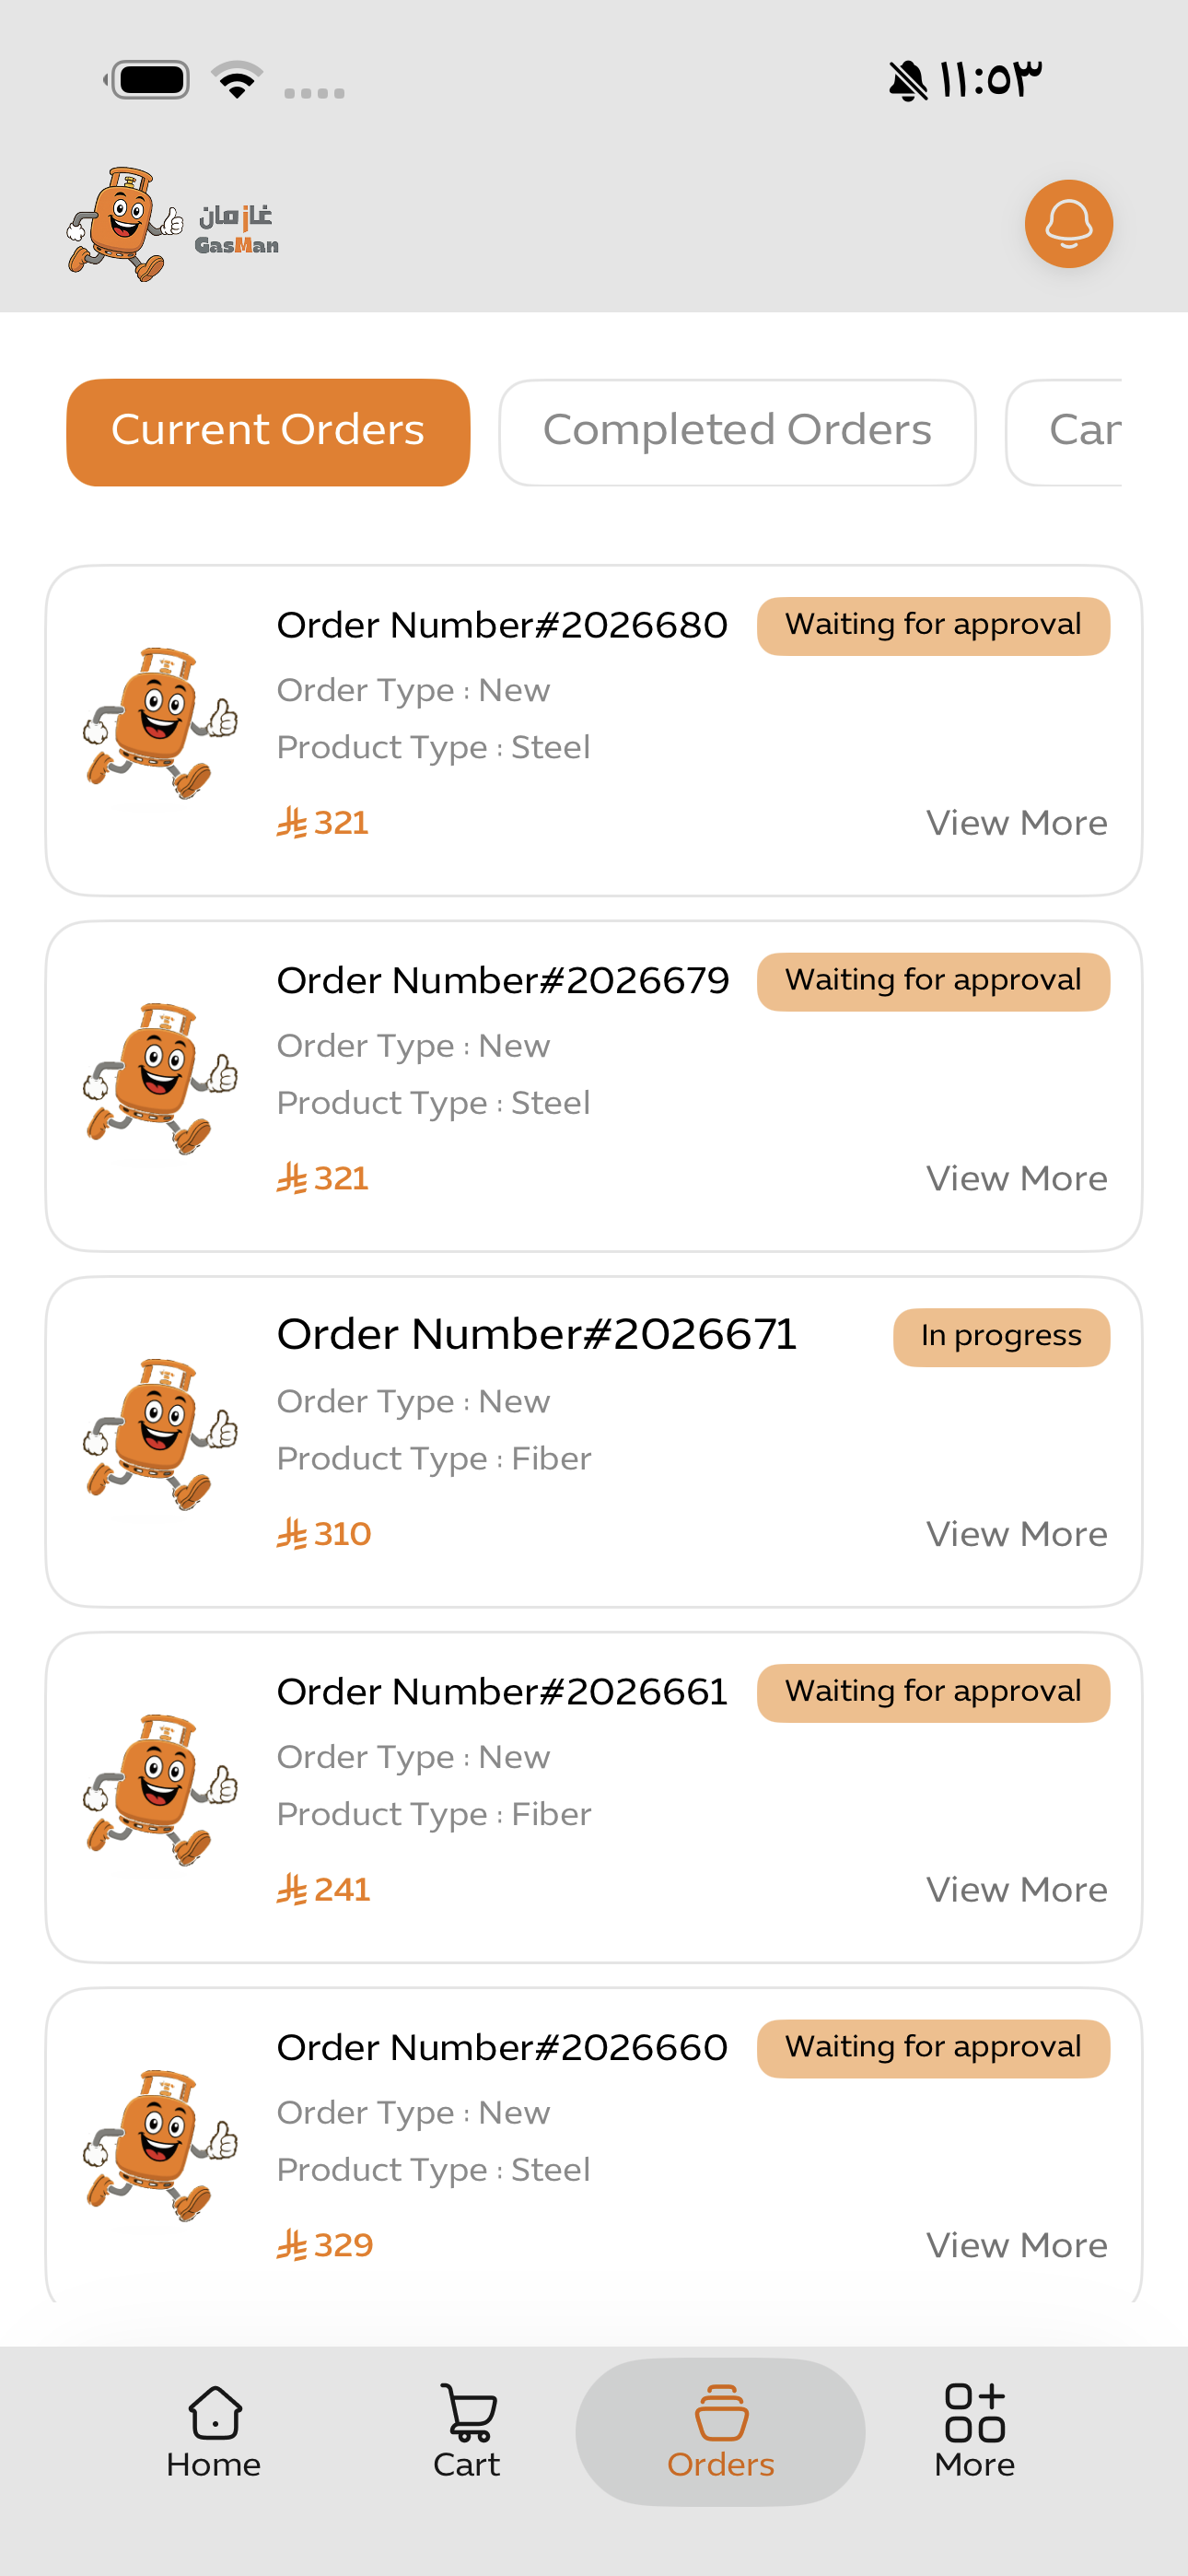 ١١:٥٣
غازمان
GasMan
Current Orders
Completed Orders
Can
Order Number#2026680
Waiting for approval
Order Type : New
Product Type : Steel
321
View More
Order Number#2026679
Waiting for approval
Order Type : New
Product Type : Steel
321
View More
Order Number#2026671
In progress
Order Type : New
Product Type : Fiber
310
View More
Order Number#2026661
Waiting for approval
Order Type : New
Product Type : Fiber
241
View More
Order Number#2026660
Waiting for approval
Order Type : New
Product Type : Steel
329
View More
Home
Cart
Orders
More